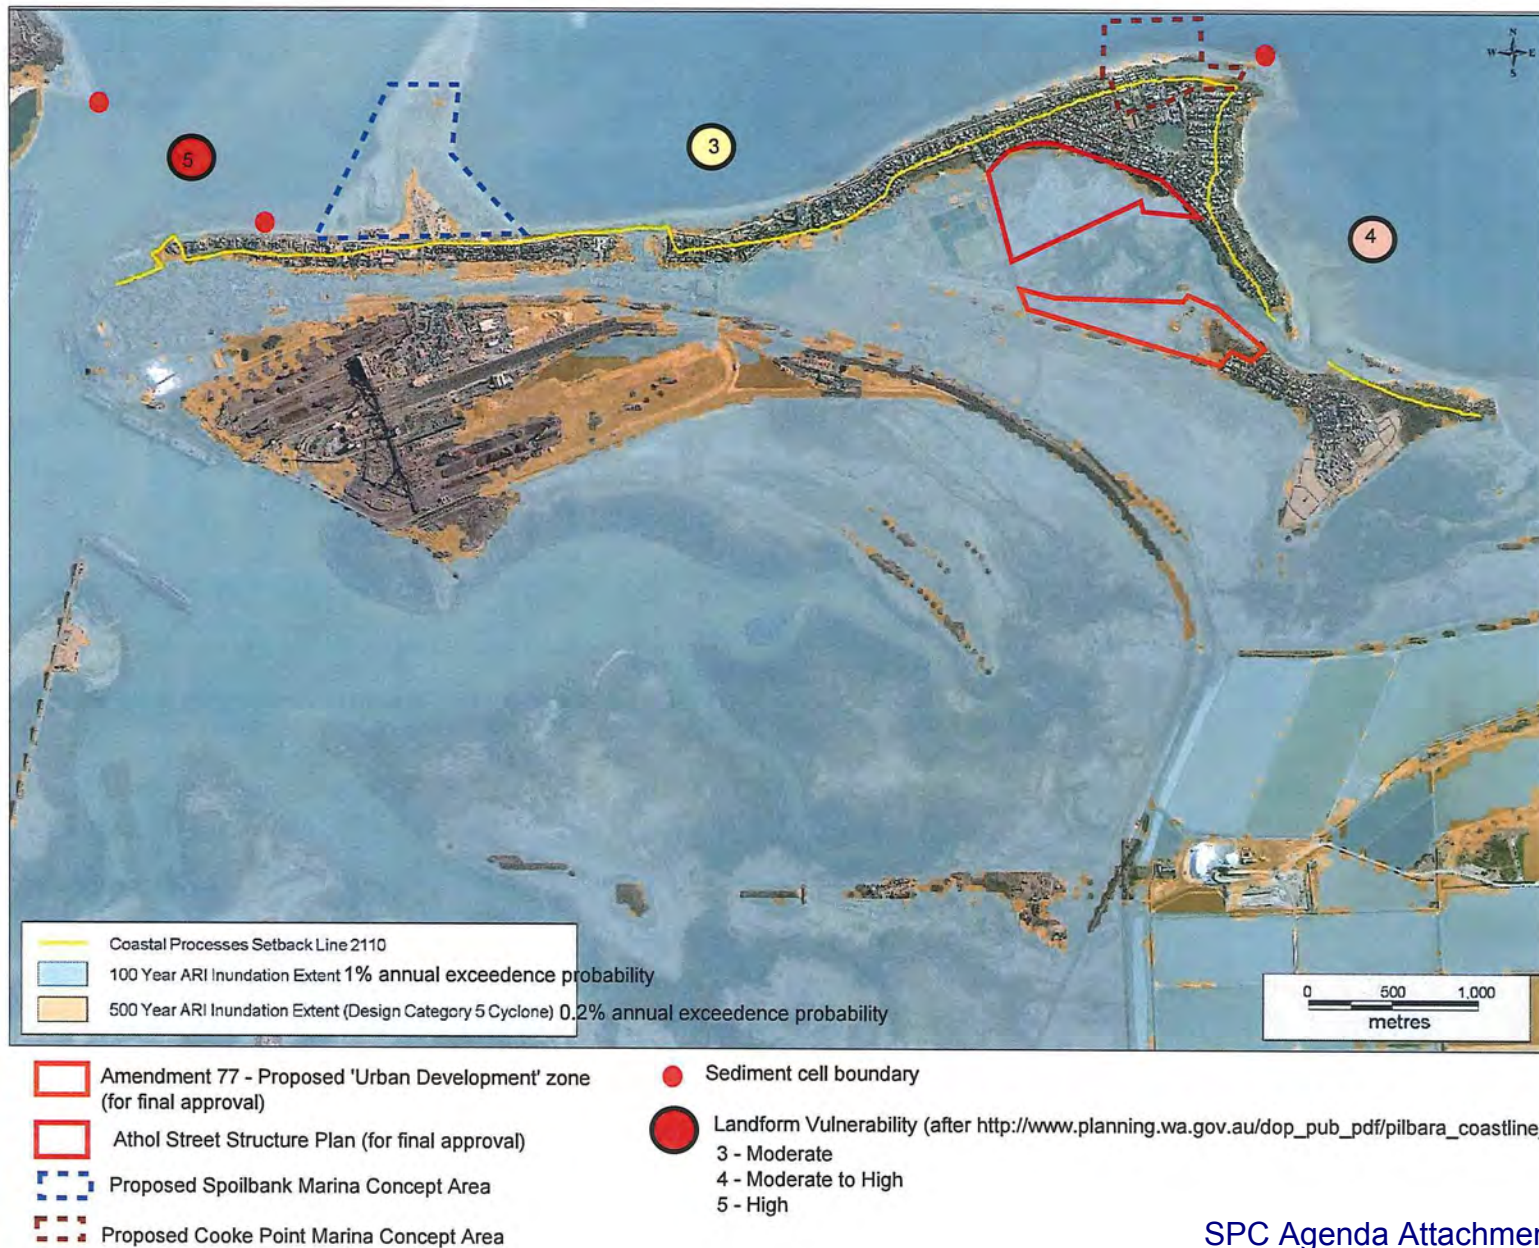 N
W E
S
5
3
4
Coastal Processes Setback Line 2110
100 Year ARI Inundation Extent 1% annual exceedence probability
500 Year ARI Inundation Extent (Design Category 5 Cyclone) 0.2% annual exceedence probability
0 500 1,000
metres
Amendment 77 - Proposed 'Urban Development' zone
(for final approval)
Athol Street Structure Plan (for final approval)
Proposed Spoilbank Marina Concept Area
Proposed Cooke Point Marina Concept Area
Sediment cell boundary
Landform Vulnerability (after http://www.planning.wa.gov.au/dop_pub_pdf/pilbara_coastline
3 - Moderate
4 - Moderate to High
5 - High
SPC Agenda Attachmen